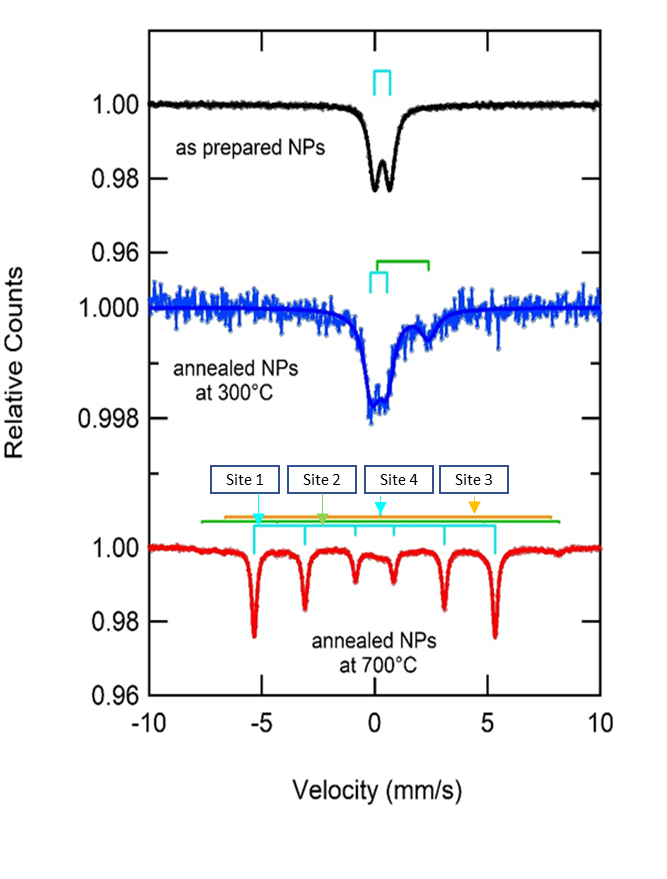 1.00
as prepared NPs
0.98
0.96
1.000
annealed NPs
at 300°C
0.998
Site 1 Site 2 Site 4 Site 3
1.00
0.98
annealed NPs
at 700°C
0.96
-10 -5 0 5 10
Velocity (mm/s)
Relative Counts